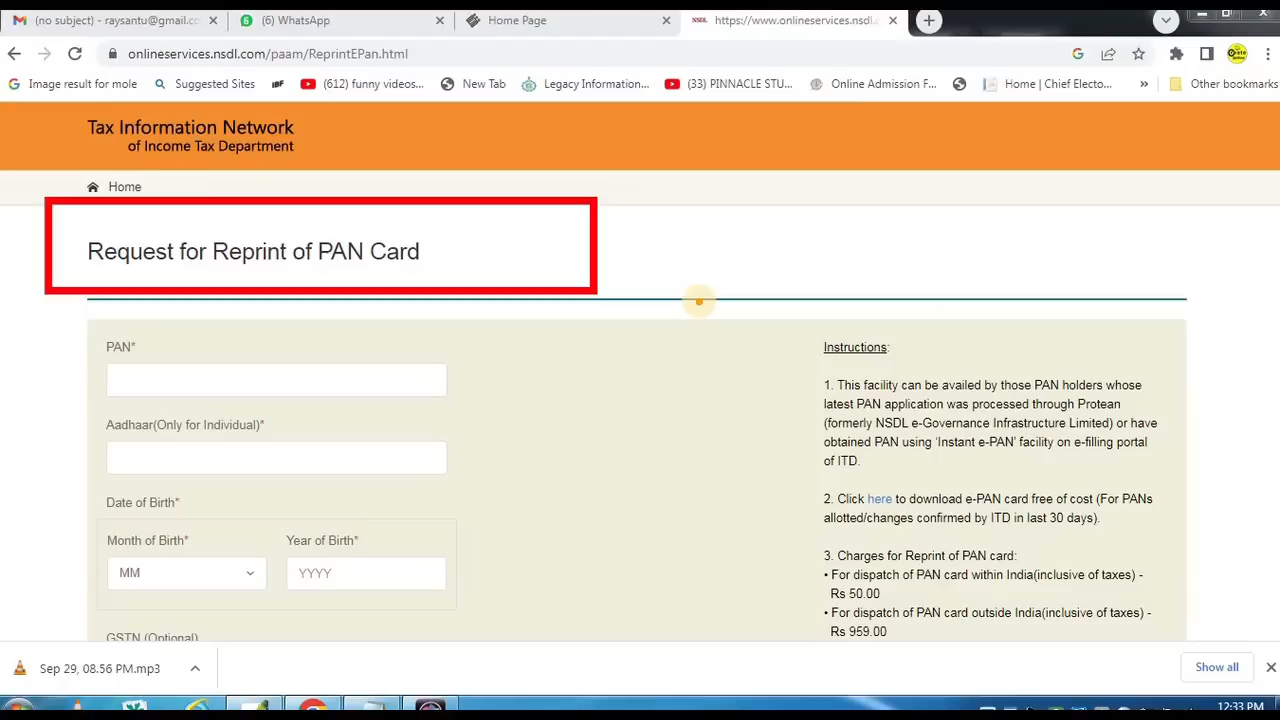 (no subject) - raysantu@gmail.co
(6) WhatsApp
Home Page
https://www.onlineservices.nsdl.
onlineservices.nsdl.com/paam/ReprintEPan.html
Image result for mole
Suggested Sites
(612) funny videos...
New Tab
Legacy Information...
(33) PINNACLE STU...
Online Admission F...
Home | Chief Electo...
»
Other bookmarks
Tax Information Network
of Income Tax Department
Home
Request for Reprint of PAN Card
PAN*
Aadhaar(Only for Individual)*
Date of Birth*
Month of Birth*
Year of Birth*
MM
YYYY
GSTN (Optional)
Instructions:
1. This facility can be availed by those PAN holders whose
latest PAN application was processed through Protean
(formerly NSDL e-Governance Infrastructure Limited) or have
obtained PAN using 'Instant e-PAN' facility on e-filling portal
of ITD.
2. Click here to download e-PAN card free of cost (For PANs
allotted/changes confirmed by ITD in last 30 days).
3. Charges for Reprint of PAN card:
• For dispatch of PAN card within India(inclusive of taxes) -
Rs 50.00
• For dispatch of PAN card outside India(inclusive of taxes) -
Rs 959.00
Sep 29, 08.56 PM.mp3
Show all
12:33 PM